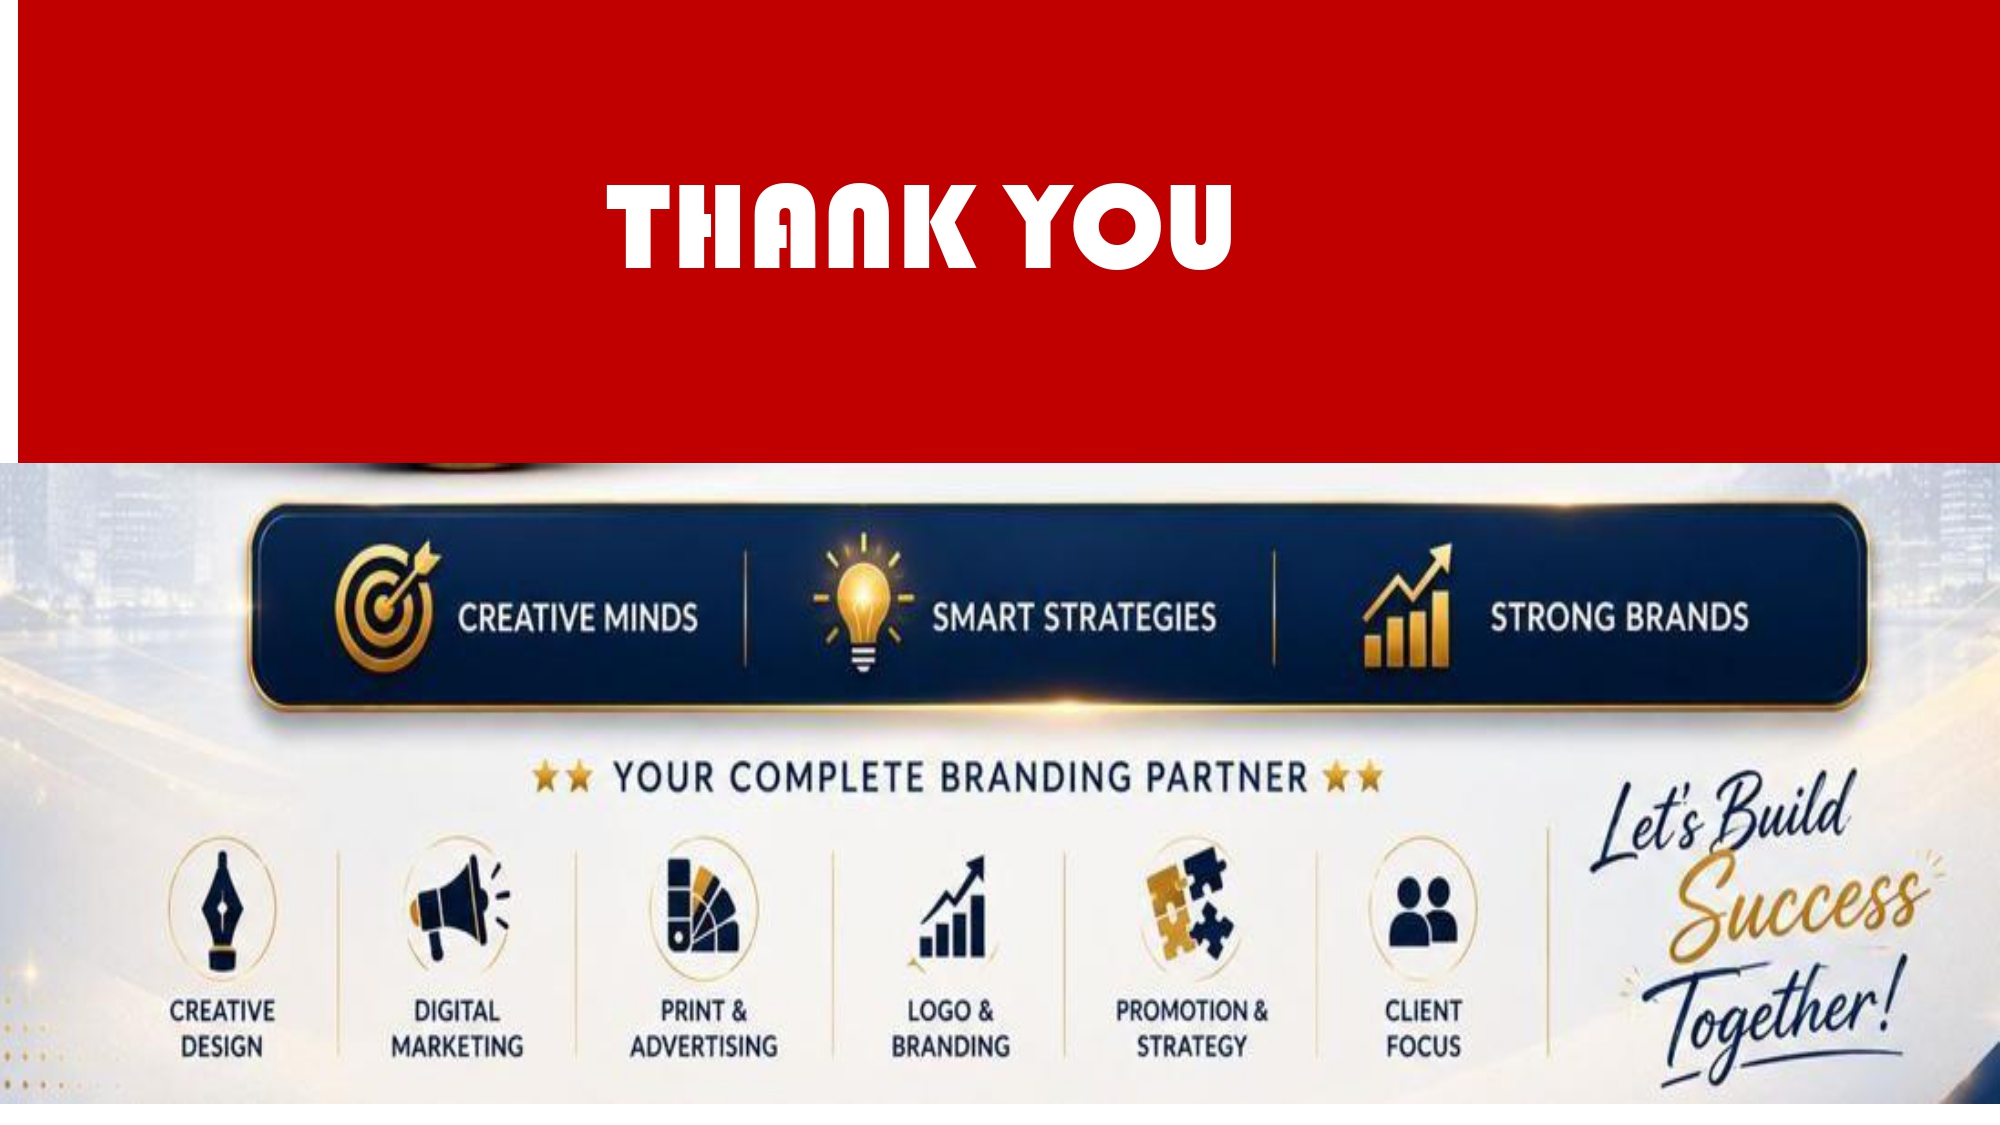 THANK YOU
CREATIVE MINDS
SMART STRATEGIES
STRONG BRANDS
YOUR COMPLETE BRANDING PARTNER
CREATIVE
DESIGN
DIGITAL
MARKETING
PRINT &
ADVERTISING
LOGO &
BRANDING
PROMOTION &
STRATEGY
CLIENT
FOCUS
Let's Build
Success
Together!